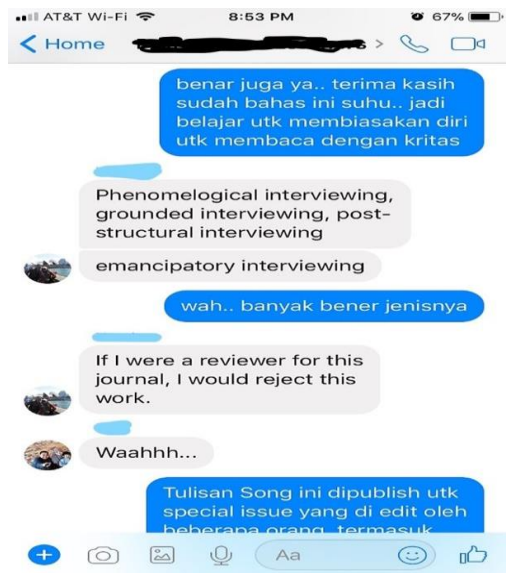 AT&T Wi-Fi 8:53 PM 67%
Home
benar juga ya.. terima kasih
sudah bahas ini suhu.. jadi
belajar utk membiasakan diri
utk membaca dengan kritas
Phenomelogical interviewing,
grounded interviewing, post-
structural interviewing
emancipatory interviewing
wah.. banyak bener jenisnya
If I were a reviewer for this
journal, I would reject this
work.
Waahhh...
Tulisan Song ini dipublish utk
special issue yang di edit oleh
beberapa orang, termasuk
Aa